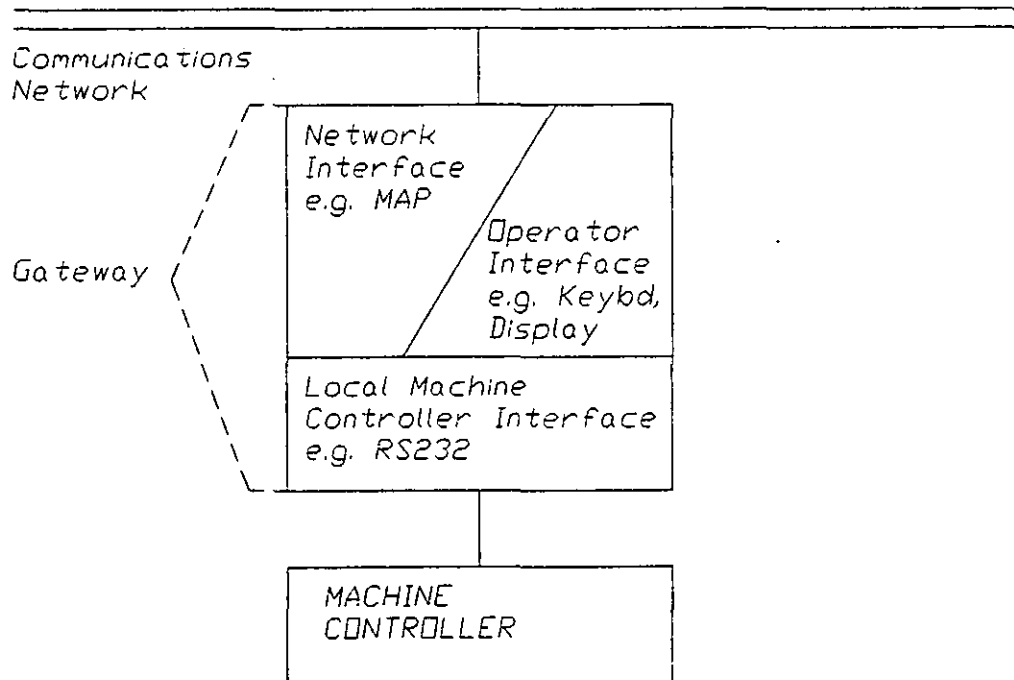 Communications
Network
Network
Interface
e.g. MAP
Operator
Interface
e.g. Keybd,
Display
Gateway
Local Machine
Controller Interface
e.g. RS232
MACHINE
CONTROLLER